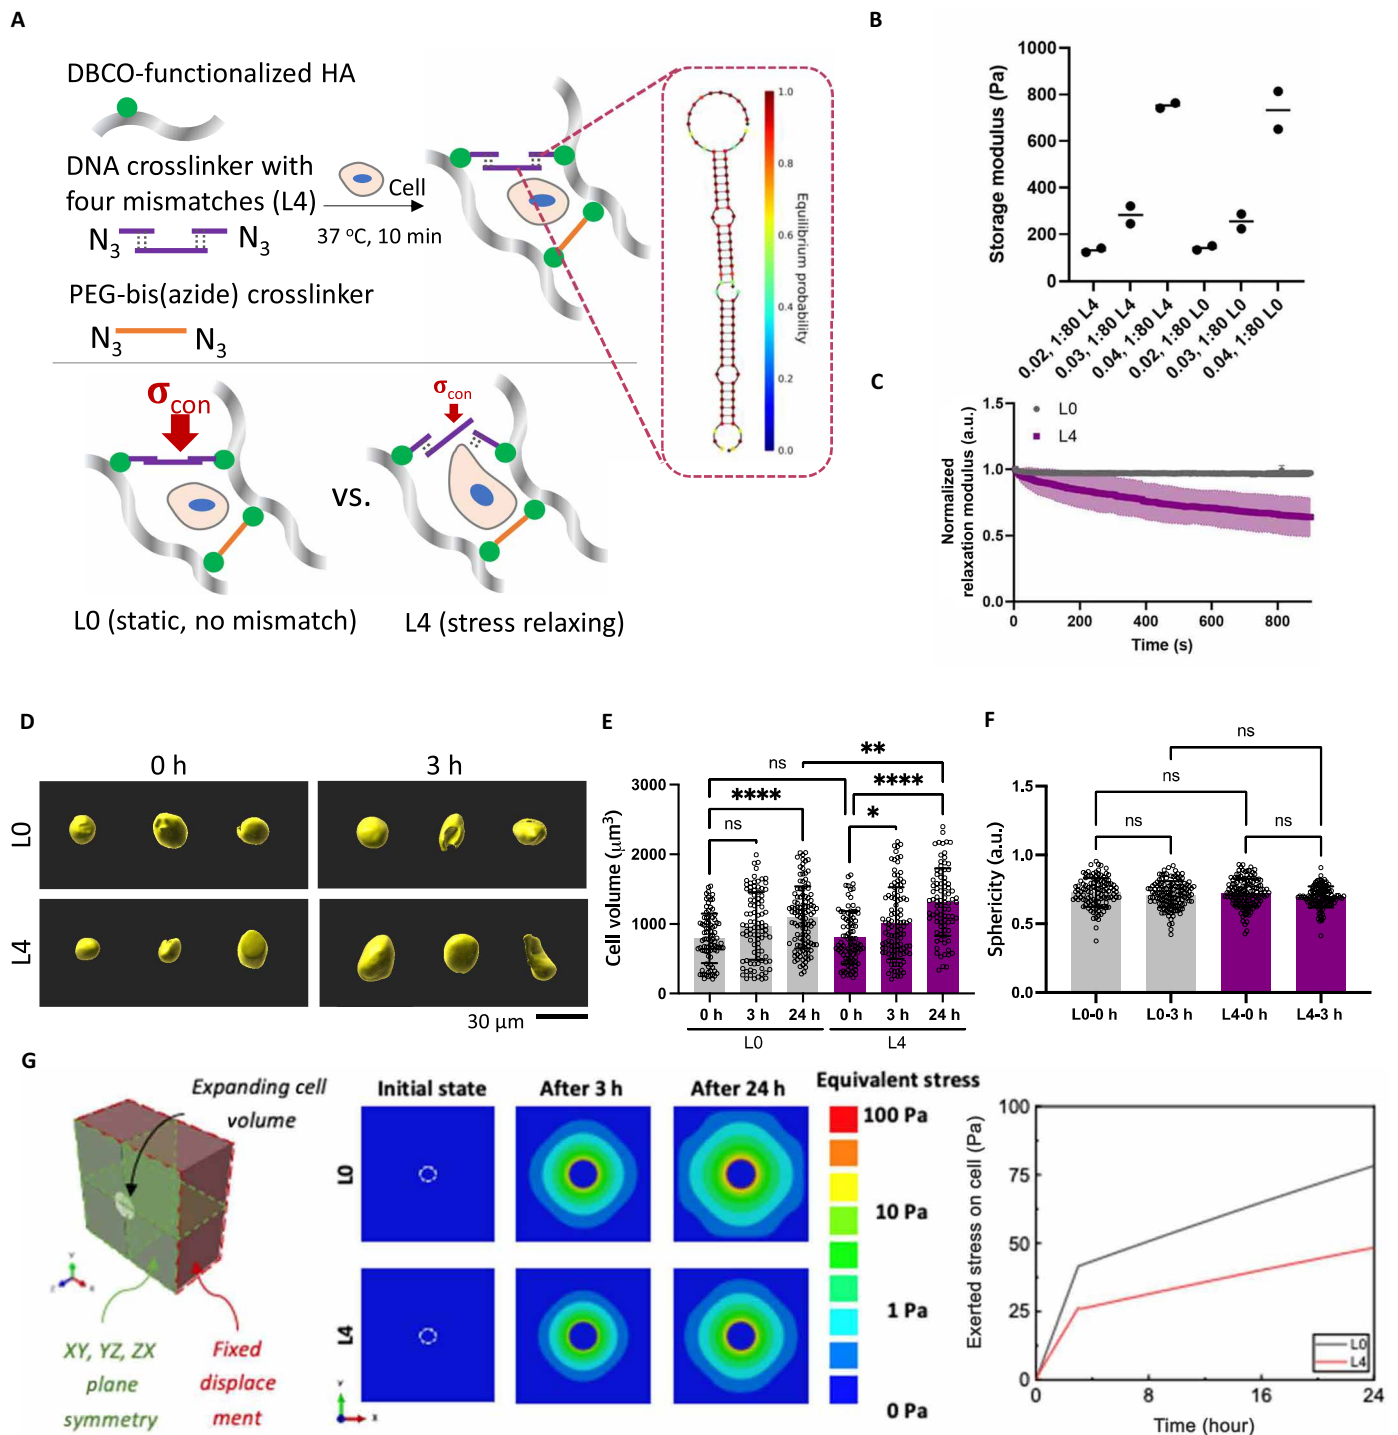 A
DBCO-functionalized HA
DNA crosslinker with
four mismatches (L4)
N3 N3
Cell
37 °C, 10 min
PEG-bis(azide) crosslinker
N3 N3
1.0
0.8
0.6
0.4
0.2
0.0
Equilibrium probability
σcon
σcon
vs.
L0 (static, no mismatch)
L4 (stress relaxing)
B
Storage modulus (Pa)
1000
800
600
400
200
0
0.02, 1:80 L4
0.03, 1:80 L4
0.04, 1:80 L4
0.02, 1:80 L0
0.03, 1:80 L0
0.04, 1:80 L0
C
Normalized
relaxation modulus (a.u.)
1.5
1.0
0.5
0.0
L0
L4
0 200 400 600 800
Time (s)
D
0 h 3 h
L0
L4
30 μm
E
Cell volume (μm³)
3000
2000
1000
0
ns
**
****
****
ns
*
0 h 3 h 24 h 0 h 3 h 24 h
L0 L4
F
Sphericity (a.u.)
1.5
1.0
0.5
0.0
ns
ns
ns
ns
L0-0 h L0-3 h L4-0 h L4-3 h
G
Expanding cell
volume
Y
Z X
XY, YZ, ZX
plane
symmetry
Fixed
displace
ment
Initial state After 3 h After 24 h
L0
L4
Y
X
Equivalent stress
100 Pa
10 Pa
1 Pa
0 Pa
Exerted stress on cell (Pa)
100
75
50
25
0
L0
L4
0 8 16 24
Time (hour)